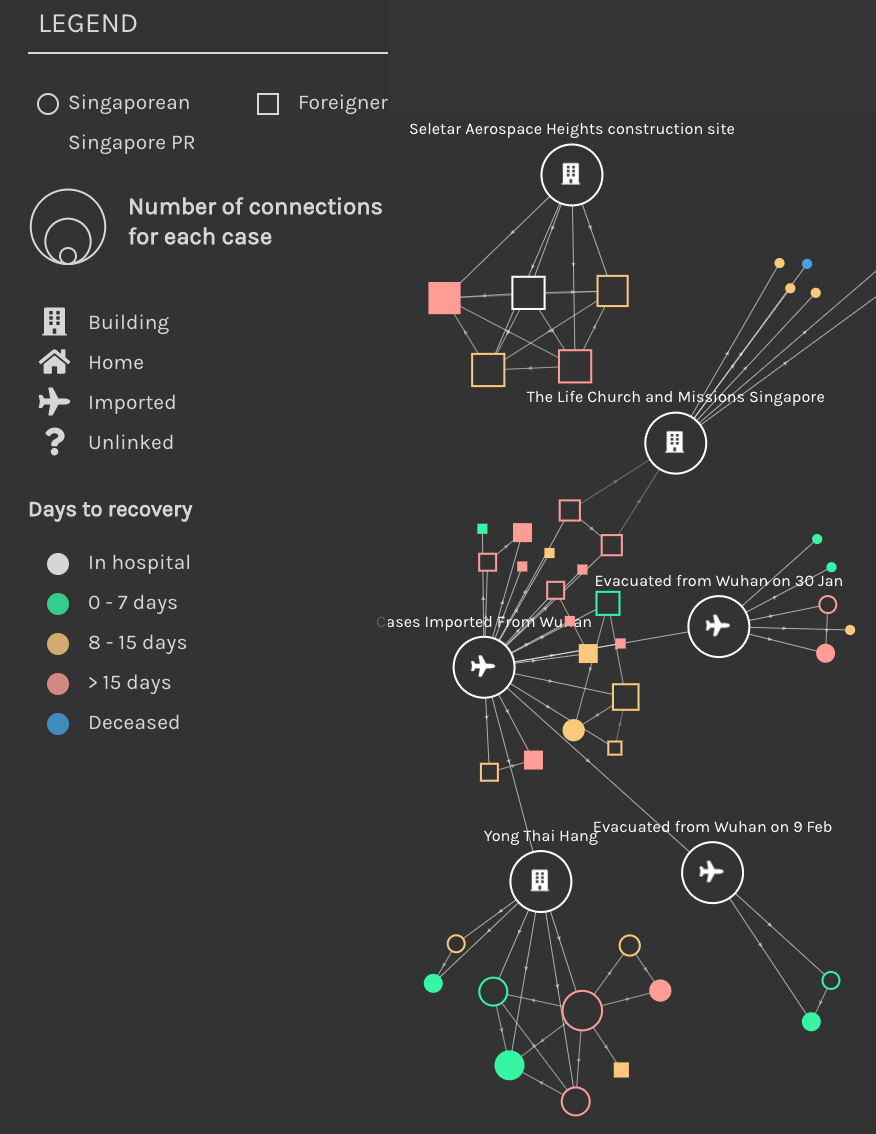 LEGEND
Singaporean
Foreigner
Singapore PR
Number of connections
for each case
Building
Home
Imported
Unlinked
Days to recovery
In hospital
0 - 7 days
8 - 15 days
> 15 days
Deceased
Seletar Aerospace Heights construction site
The Life Church and Missions Singapore
Evacuated from Wuhan on 30 Jan
Cases Imported From Wuhan
Evacuated from Wuhan on 9 Feb
Yong Thai Hang